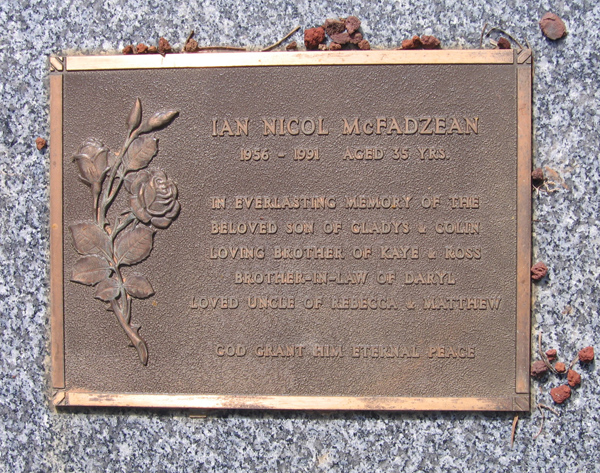 IAN NICOL McFADZEAN
1956 - 1991 AGED 35 YRS.
IN EVERLASTING MEMORY OF THE
BELOVED SON OF GLADYS & COLIN
LOVING BROTHER OF KAYE & ROSS
BROTHER-IN-LAW OF DARYL
LOVED UNCLE OF REBECCA & MATTHEW
GOD GRANT HIM ETERNAL PEACE